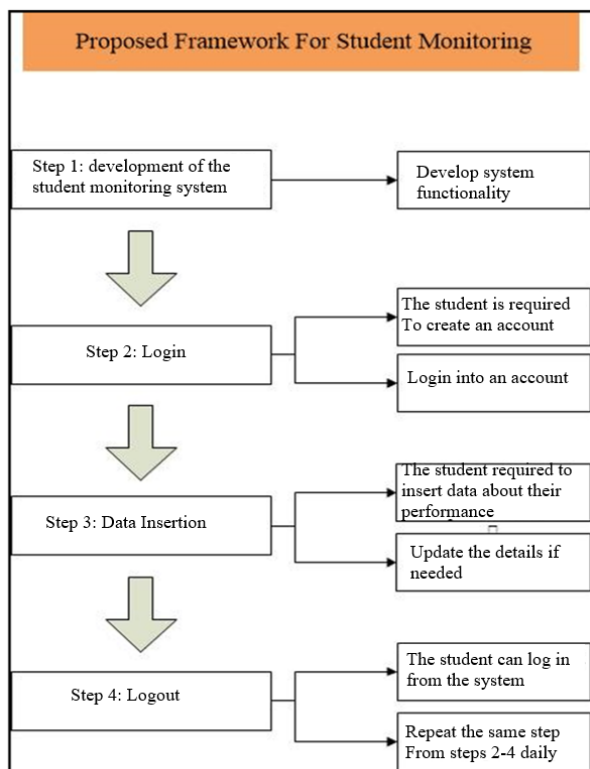 Proposed Framework For Student Monitoring
Step 1: development of the
student monitoring system
Develop system
functionality
Step 2: Login
The student is required
To create an account
Login into an account
Step 3: Data Insertion
The student required to
insert data about their
performance
Update the details if
needed
Step 4: Logout
The student can log in
from the system
Repeat the same step
From steps 2-4 daily